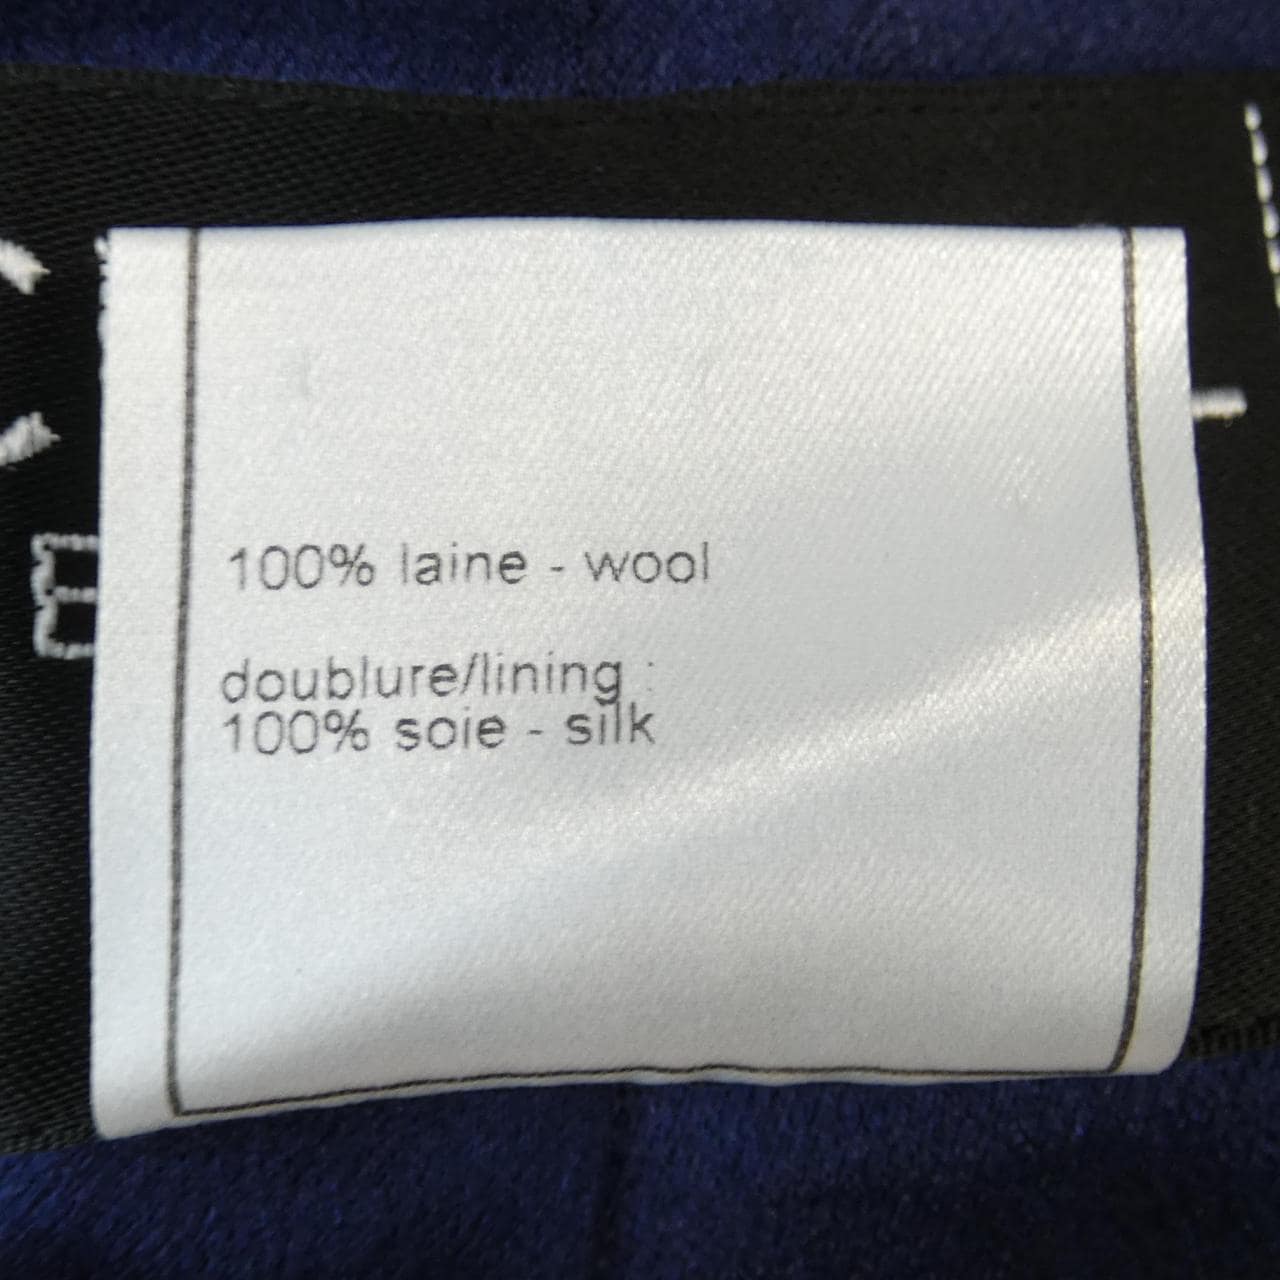 100% laine - wool
doublure/lining :
100% soie - silk